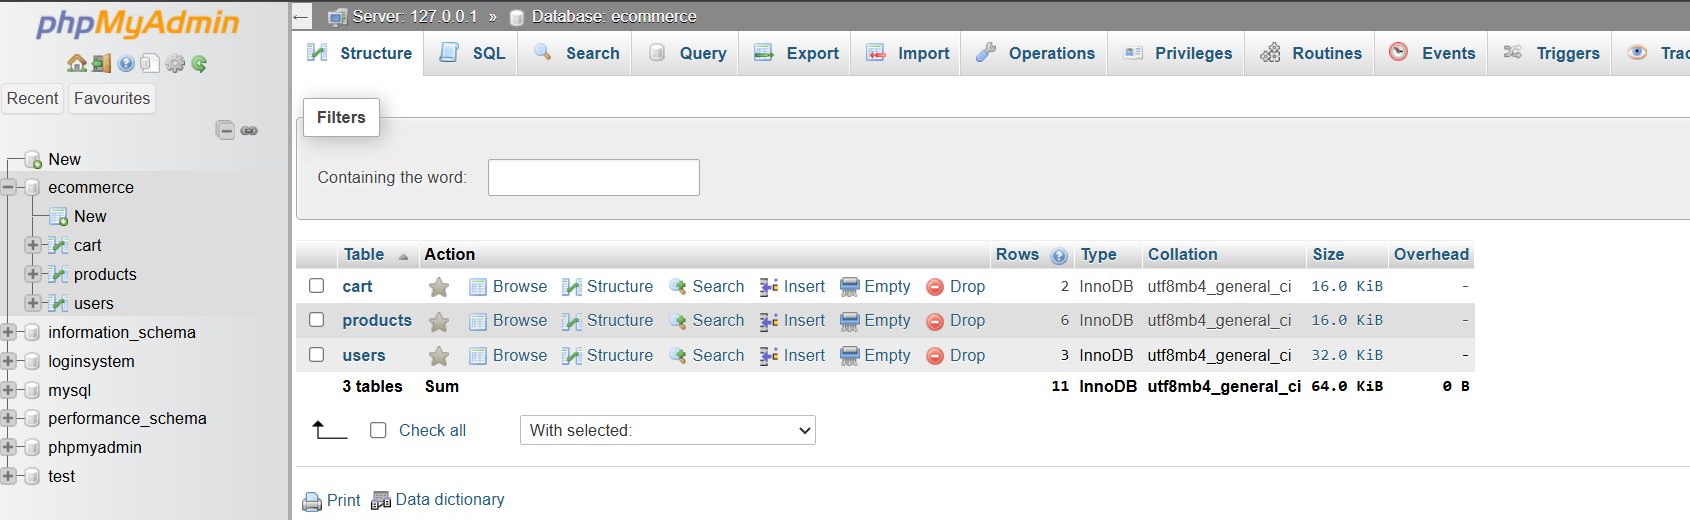 phpMyAdmin
Recent Favourites
New
ecommerce
New
cart
products
users
information_schema
loginsystem
mysql
performance_schema
phpmyadmin
test
← Server: 127.0.0.1 » Database: ecommerce
Structure SQL Search Query Export Import Operations Privileges Routines Events Triggers Trac
Filters
Containing the word:
Table Action Rows Type Collation Size Overhead
cart Browse Structure Search Insert Empty Drop 2 InnoDB utf8mb4_general_ci 16.0 KiB -
products Browse Structure Search Insert Empty Drop 6 InnoDB utf8mb4_general_ci 16.0 KiB -
users Browse Structure Search Insert Empty Drop 3 InnoDB utf8mb4_general_ci 32.0 KiB -
3 tables Sum 11 InnoDB utf8mb4_general_ci 64.0 KiB 0 B
Check all With selected:
Print Data dictionary